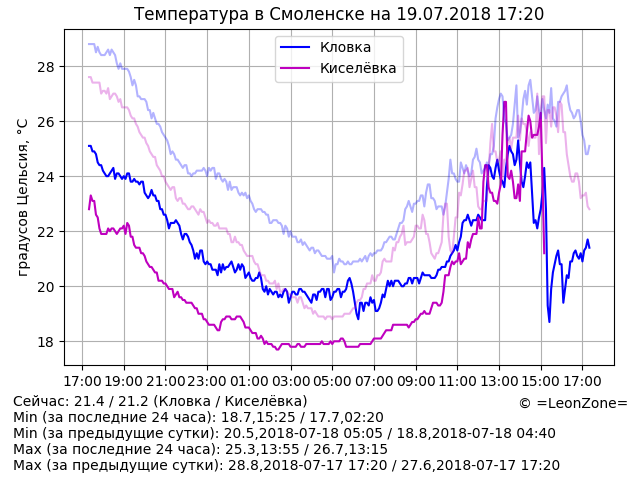 Температура в Смоленске на 19.07.2018 17:20
Кловка
Киселёвка
градусов Цельсия, °C
28
26
24
22
20
18
17:00 19:00 21:00 23:00 01:00 03:00 05:00 07:00 09:00 11:00 13:00 15:00 17:00
Сейчас: 21.4 / 21.2 (Кловка / Киселёвка)
© =LeonZone=
Min (за последние 24 часа): 18.7,15:25 / 17.7,02:20
Min (за предыдущие сутки): 20.5,2018-07-18 05:05 / 18.8,2018-07-18 04:40
Max (за последние 24 часа): 25.3,13:55 / 26.7,13:15
Max (за предыдущие сутки): 28.8,2018-07-17 17:20 / 27.6,2018-07-17 17:20